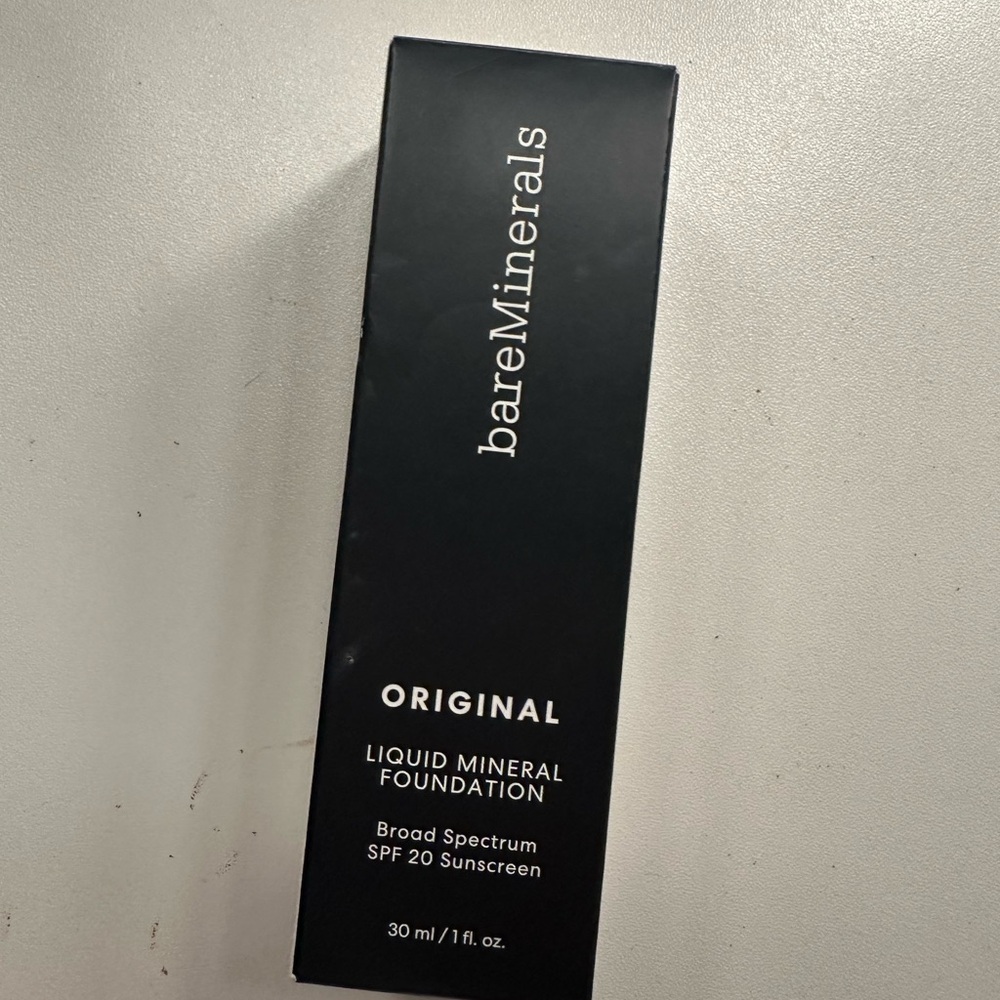 bareMinerals
ORIGINAL
LIQUID MINERAL
FOUNDATION
Broad Spectrum
SPF 20 Sunscreen
30 ml / 1 fl. oz.